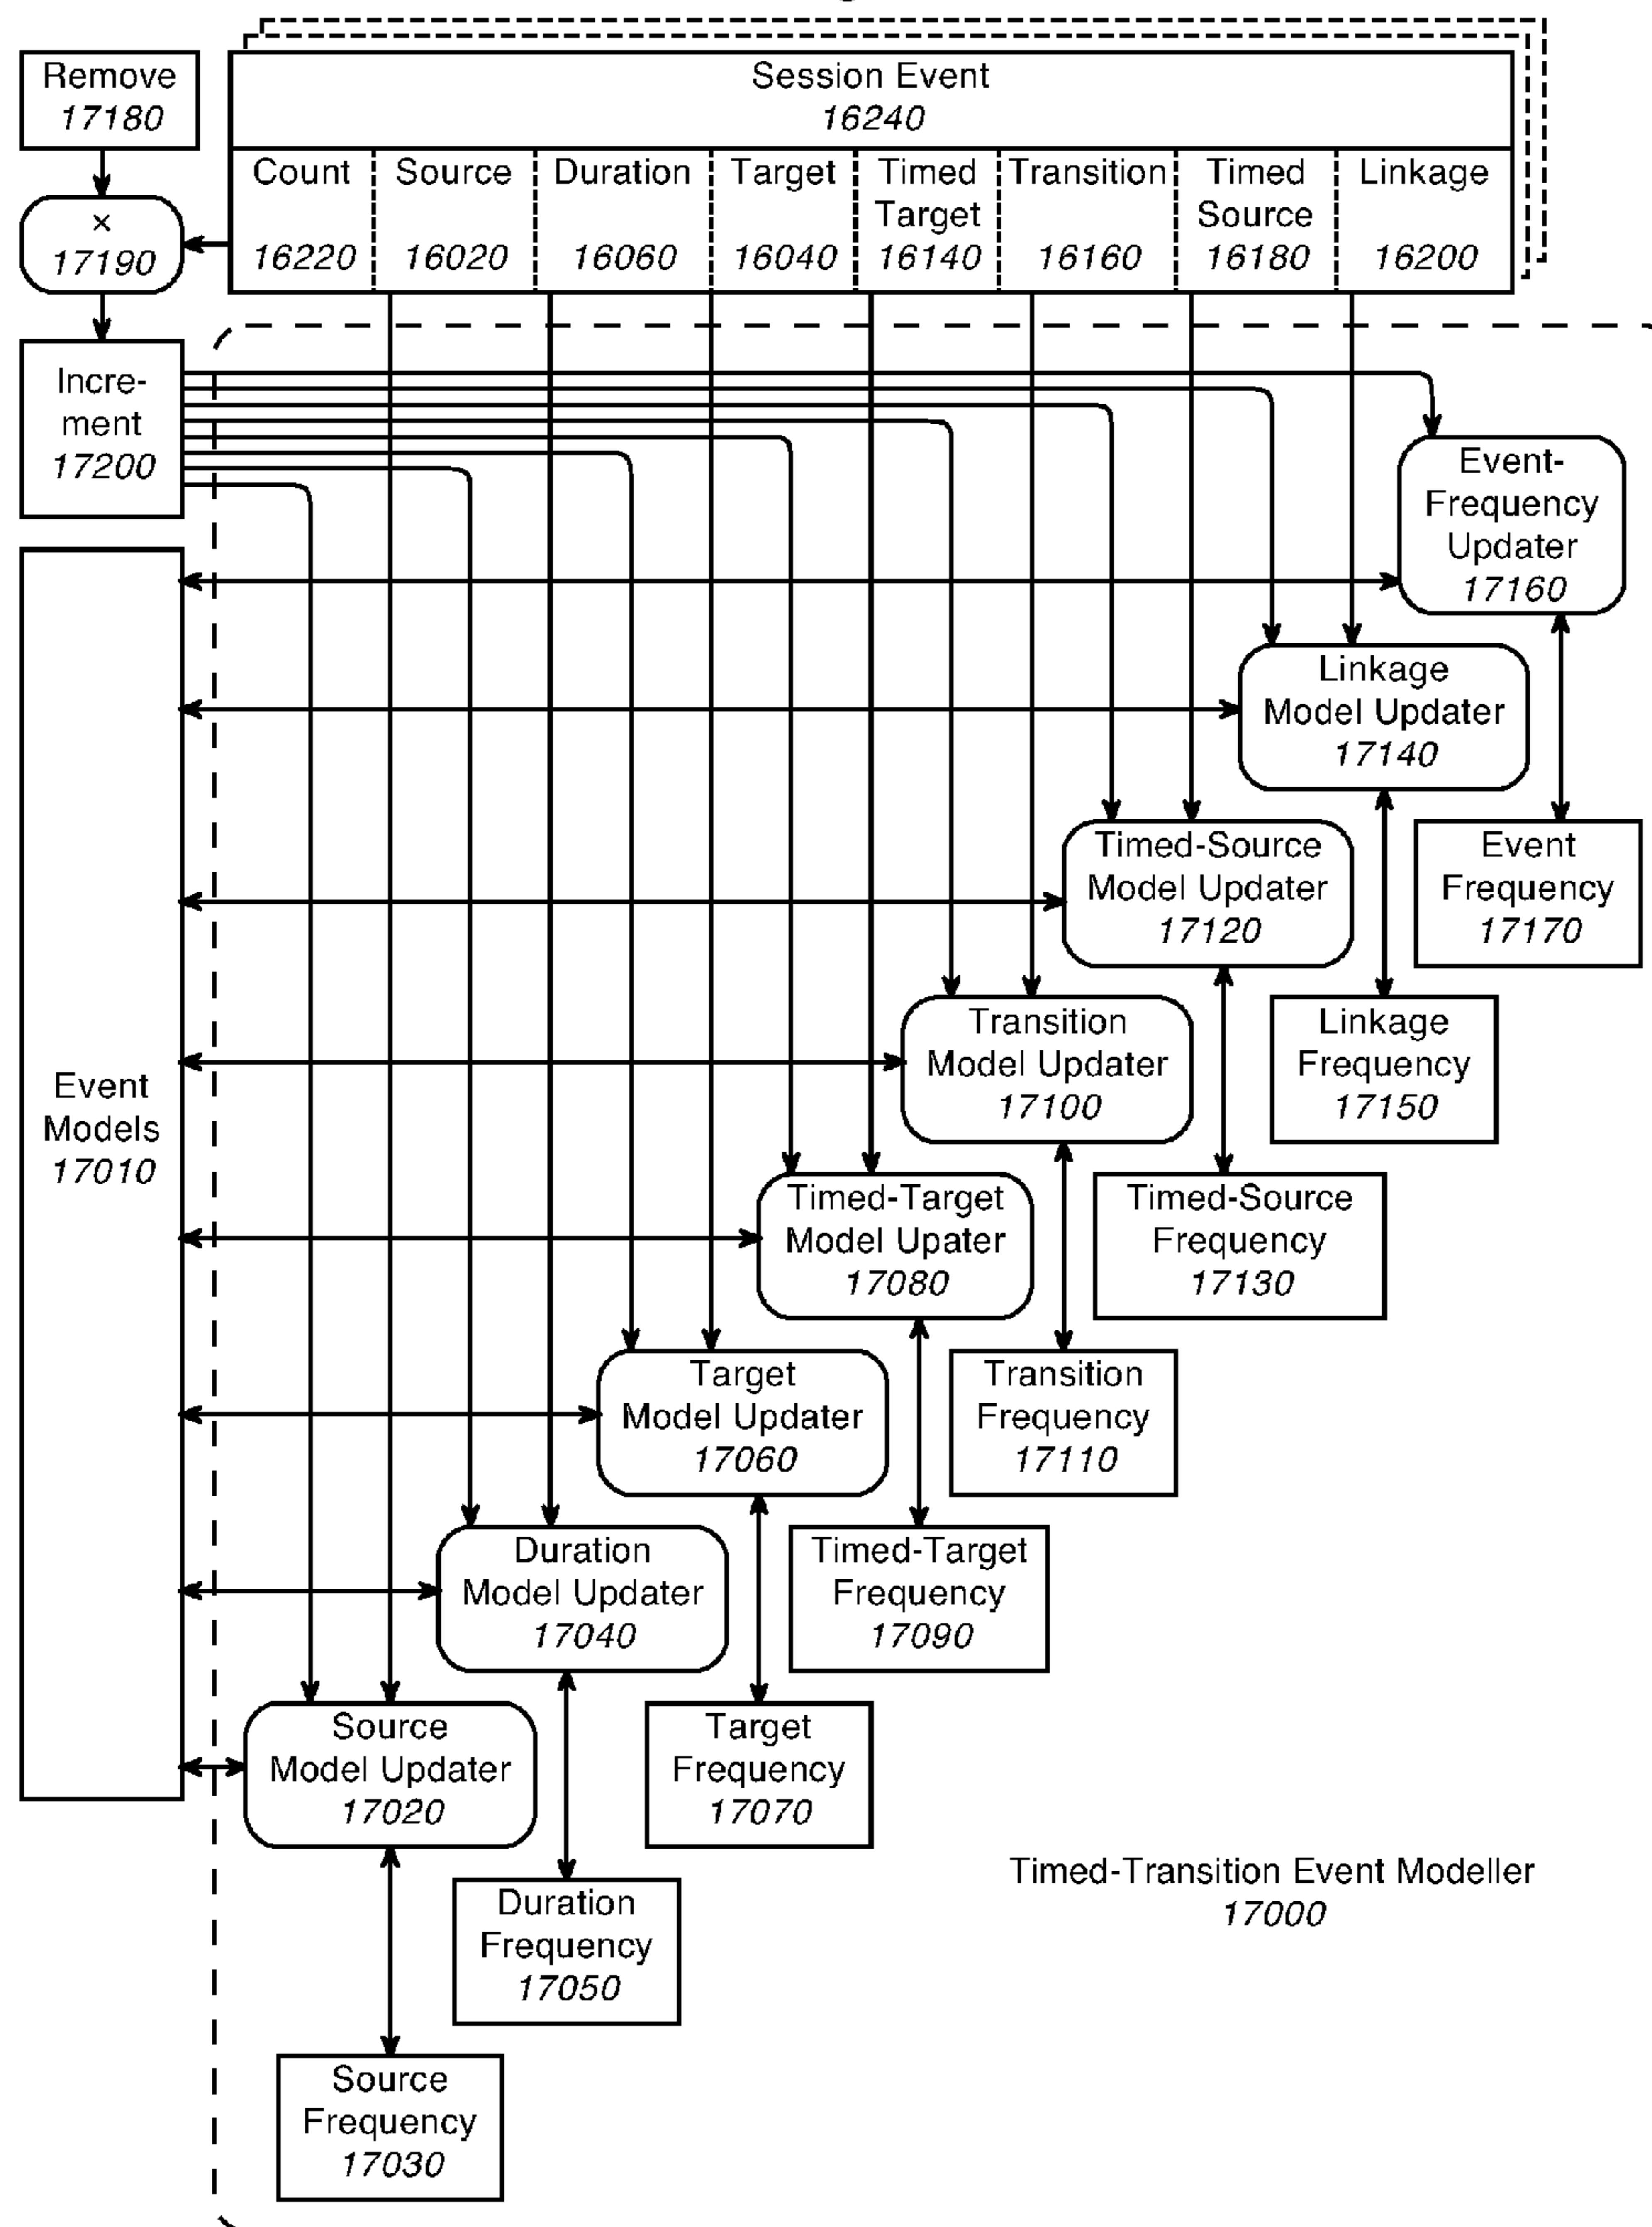 Remove
17180
Session Event
16240
×
17190
Count
16220
Source
16020
Duration
16060
Target
16040
Timed
Target
16140
Transition
16160
Timed
Source
16180
Linkage
16200
Incre-
ment
17200
Event-
Frequency
Updater
17160
Linkage
Model Updater
17140
Timed-Source
Model Updater
17120
Event
Frequency
17170
Transition
Model Updater
17100
Linkage
Frequency
17150
Event
Models
17010
Timed-Target
Model Upater
17080
Timed-Source
Frequency
17130
Target
Model Updater
17060
Transition
Frequency
17110
Duration
Model Updater
17040
Timed-Target
Frequency
17090
Source
Model Updater
17020
Target
Frequency
17070
Timed-Transition Event Modeller
17000
Duration
Frequency
17050
Source
Frequency
17030